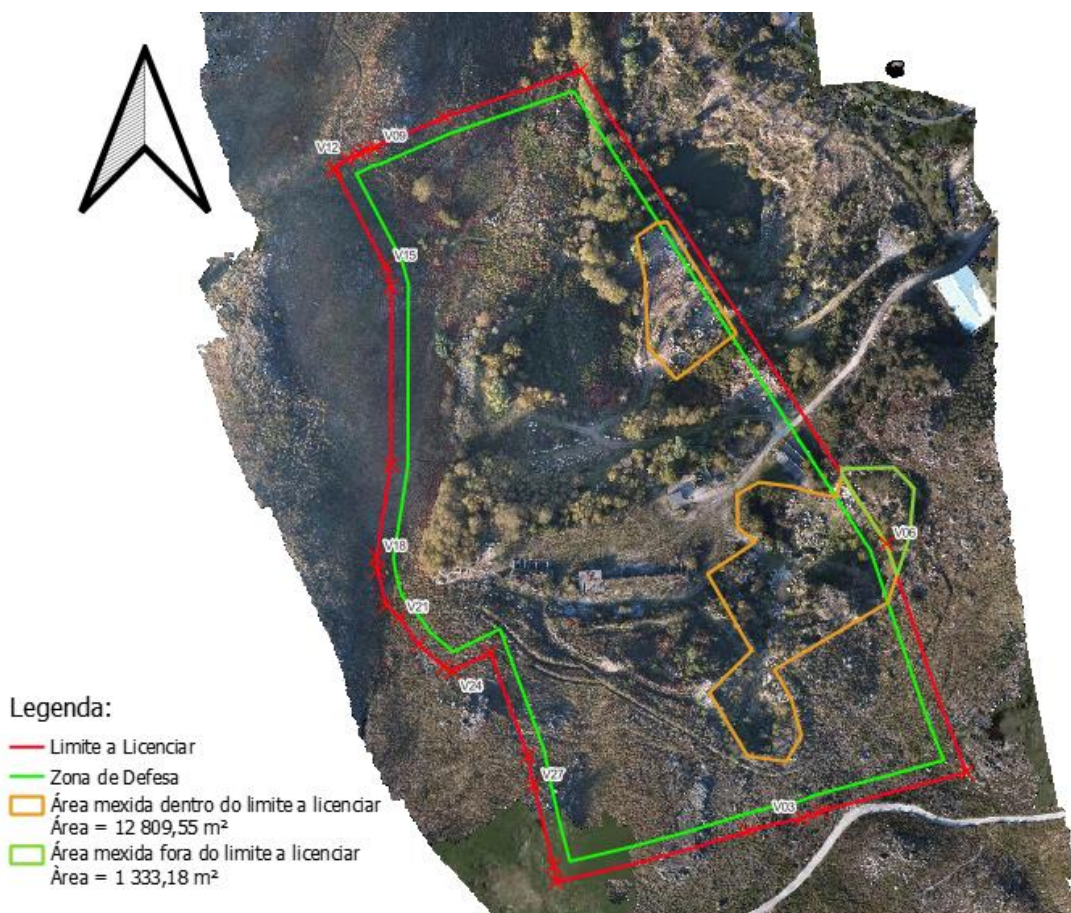 V12
V09
V15
V06
V18
V21
V24
V27
V03
Legenda:
Limite a Licenciar
Zona de Defesa
Área mexida dentro do limite a licenciar
Área = 12 809,55 m²
Área mexida fora do limite a licenciar
Àrea = 1 333,18 m²